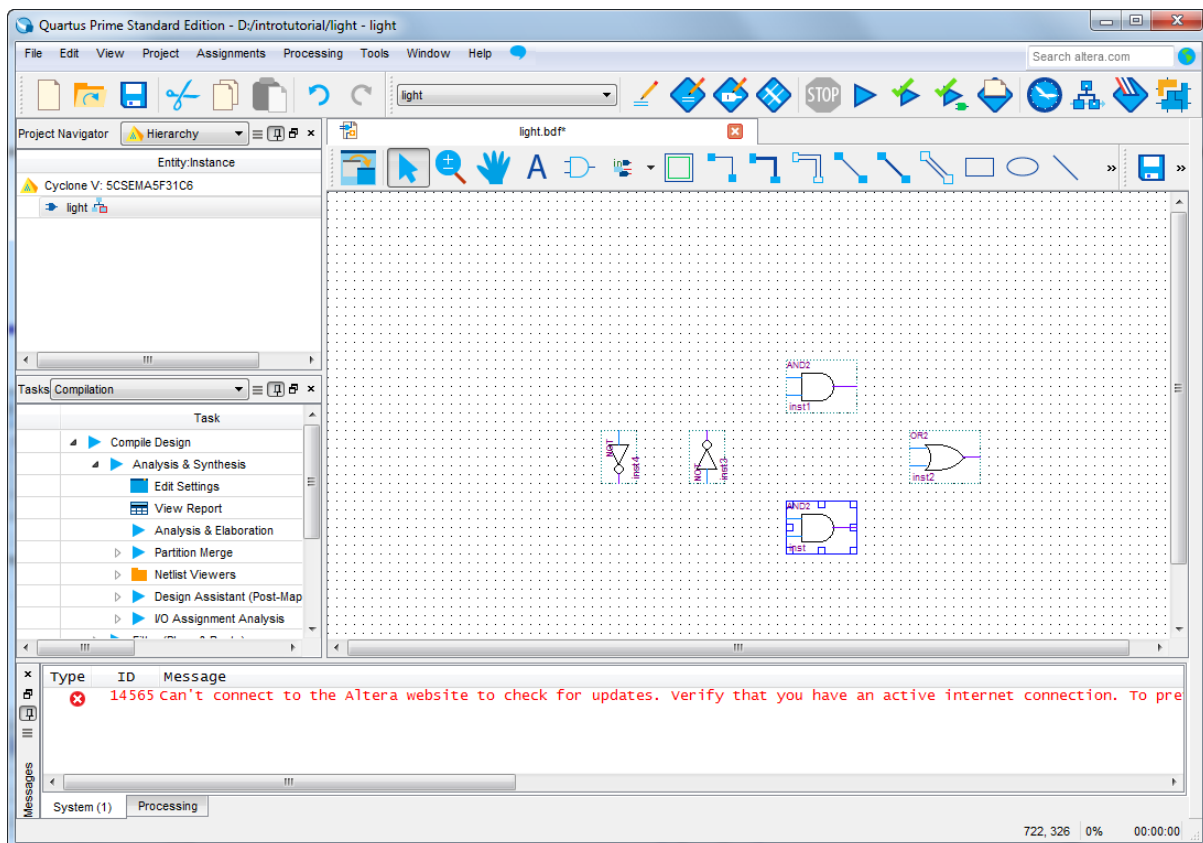 Quartus Prime Standard Edition - D:/introtutorial/light - light
File Edit View Project Assignments Processing Tools Window Help
Search altera.com
light
STOP
Project Navigator
Hierarchy
Entity:Instance
Cyclone V: 5CSEMA5F31C6
light
Tasks
Compilation
Task
Compile Design
Analysis & Synthesis
Edit Settings
View Report
Analysis & Elaboration
Partition Merge
Netlist Viewers
Design Assistant (Post-Map
I/O Assignment Analysis
light.bdf*
A
AND2
inst1
NOT
inst4
NOT
inst3
OR2
inst2
AND2
inst
Type ID Message
14565 Can't connect to the Altera website to check for updates. Verify that you have an active internet connection. To pre
Messages
System (1)
Processing
722, 326 0% 00:00:00